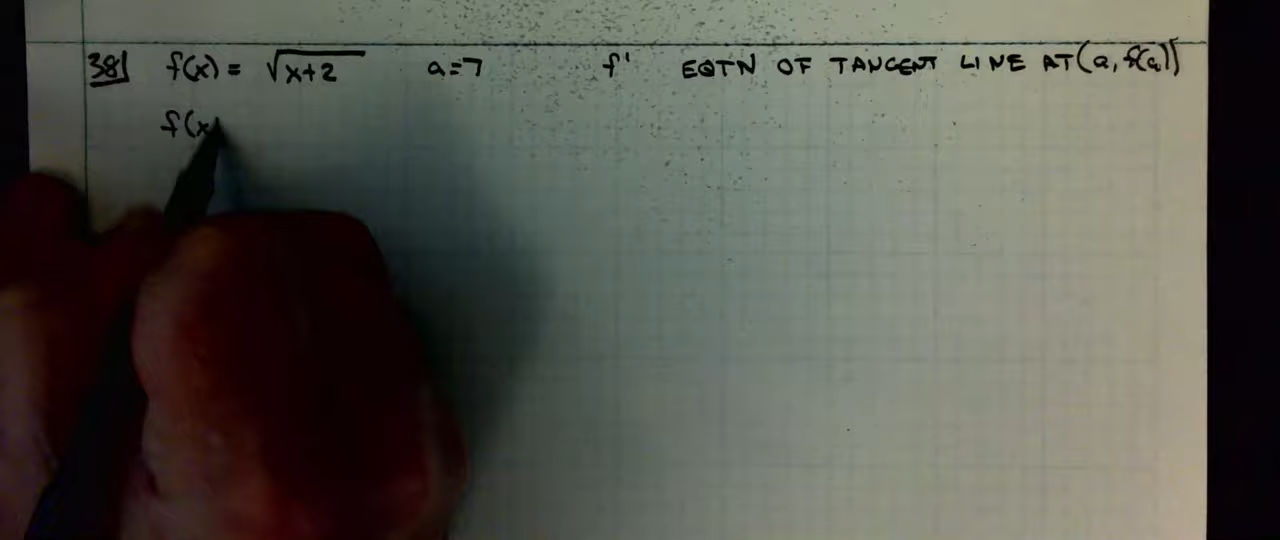 38] f(x) = √x+2 a=7 f' EQTN OF TANGENT LINE AT (a, f(a))
f(x